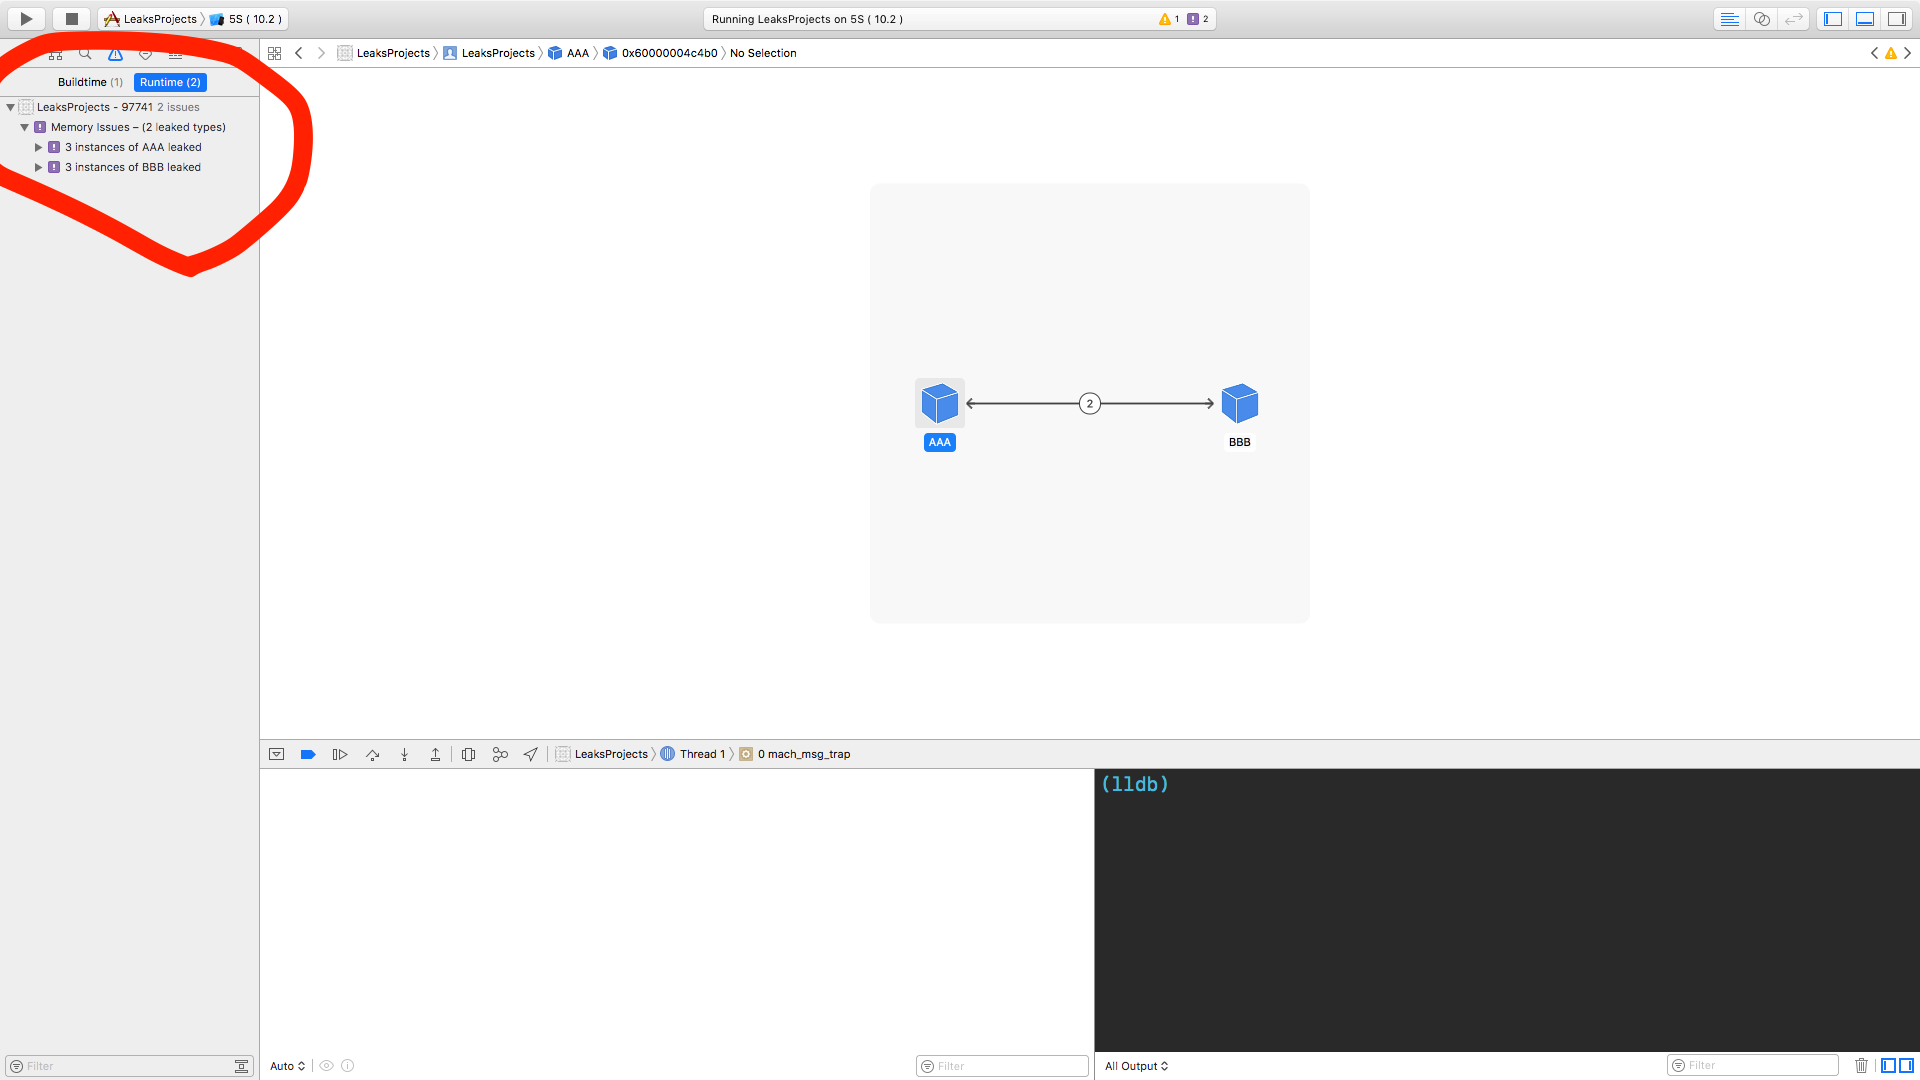 LeaksProjects 5S ( 10.2 )
Running LeaksProjects on 5S ( 10.2 ) 1 2
LeaksProjects LeaksProjects AAA 0x60000004c4b0 No Selection
Buildtime (1) Runtime (2)
LeaksProjects - 97741 2 issues
Memory Issues – (2 leaked types)
3 instances of AAA leaked
3 instances of BBB leaked
2
AAA
BBB
LeaksProjects Thread 1 0 mach_msg_trap
(lldb)
Filter
Auto
Filter
All Output
Filter